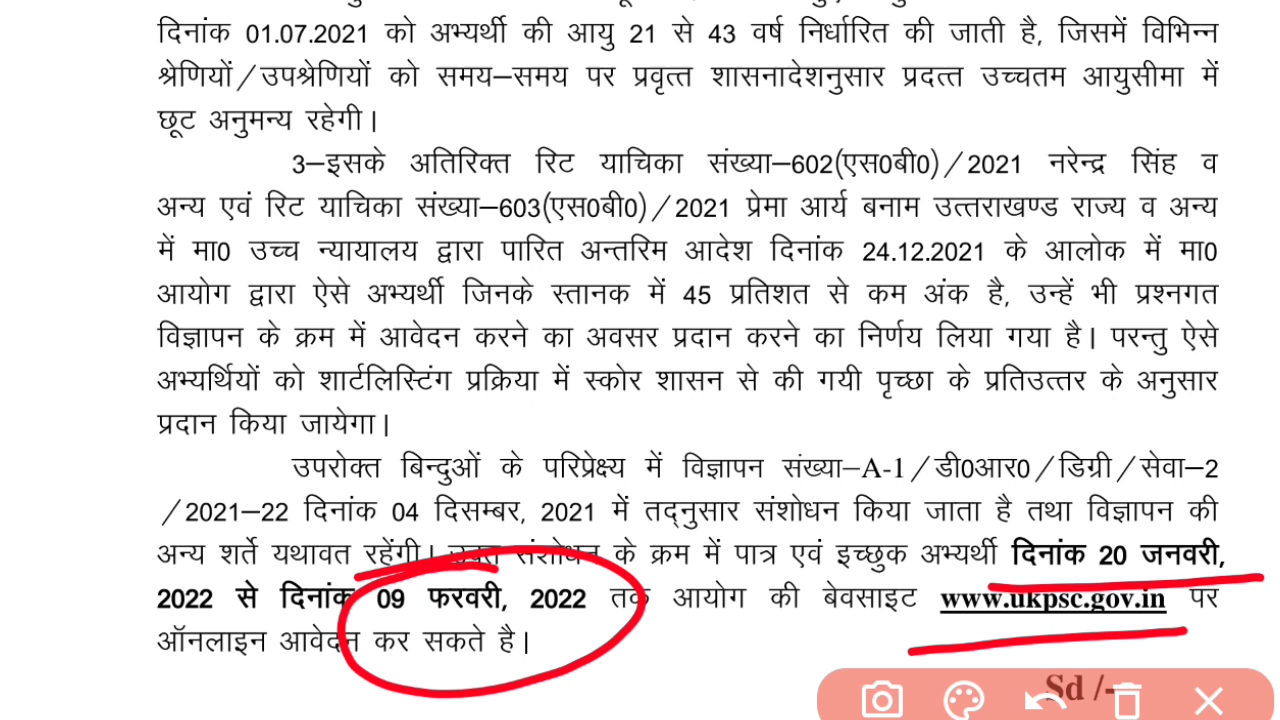 दिनांक 01.07.2021 को अभ्यर्थी की आयु 21 से 43 वर्ष निर्धारित की जाती है, जिसमें विभिन्न
श्रेणियों/उपश्रेणियों को समय–समय पर प्रवृत्त शासनादेशनुसार प्रदत्त उच्चतम आयुसीमा में
छूट अनुमन्य रहेगी।
3–इसके अतिरिक्त रिट याचिका संख्या–602(एस0बी0)/2021 नरेन्द्र सिंह व
अन्य एवं रिट याचिका संख्या–603(एस0बी0)/2021 प्रेमा आर्य बनाम उत्तराखण्ड राज्य व अन्य
में मा0 उच्च न्यायालय द्वारा पारित अन्तरिम आदेश दिनांक 24.12.2021 के आलोक में मा0
आयोग द्वारा ऐसे अभ्यर्थी जिनके स्तानक में 45 प्रतिशत से कम अंक है, उन्हें भी प्रश्नगत
विज्ञापन के क्रम में आवेदन करने का अवसर प्रदान करने का निर्णय लिया गया है। परन्तु ऐसे
अभ्यर्थियों को शार्टलिस्टिंग प्रक्रिया में स्कोर शासन से की गयी पृच्छा के प्रतिउत्तर के अनुसार
प्रदान किया जायेगा।
उपरोक्त बिन्दुओं के परिप्रेक्ष्य में विज्ञापन संख्या–A-1/डी0आर0/डिग्री/सेवा–2
/2021–22 दिनांक 04 दिसम्बर, 2021 में तद्नुसार संशोधन किया जाता है तथा विज्ञापन की
अन्य शर्ते यथावत रहेंगी। उक्त संशोधन के क्रम में पात्र एवं इच्छुक अभ्यर्थी दिनांक 20 जनवरी,
2022 से दिनांक 09 फरवरी, 2022 तक आयोग की बेवसाइट www.ukpsc.gov.in पर
ऑनलाइन आवेदन कर सकते है।
Sd /-